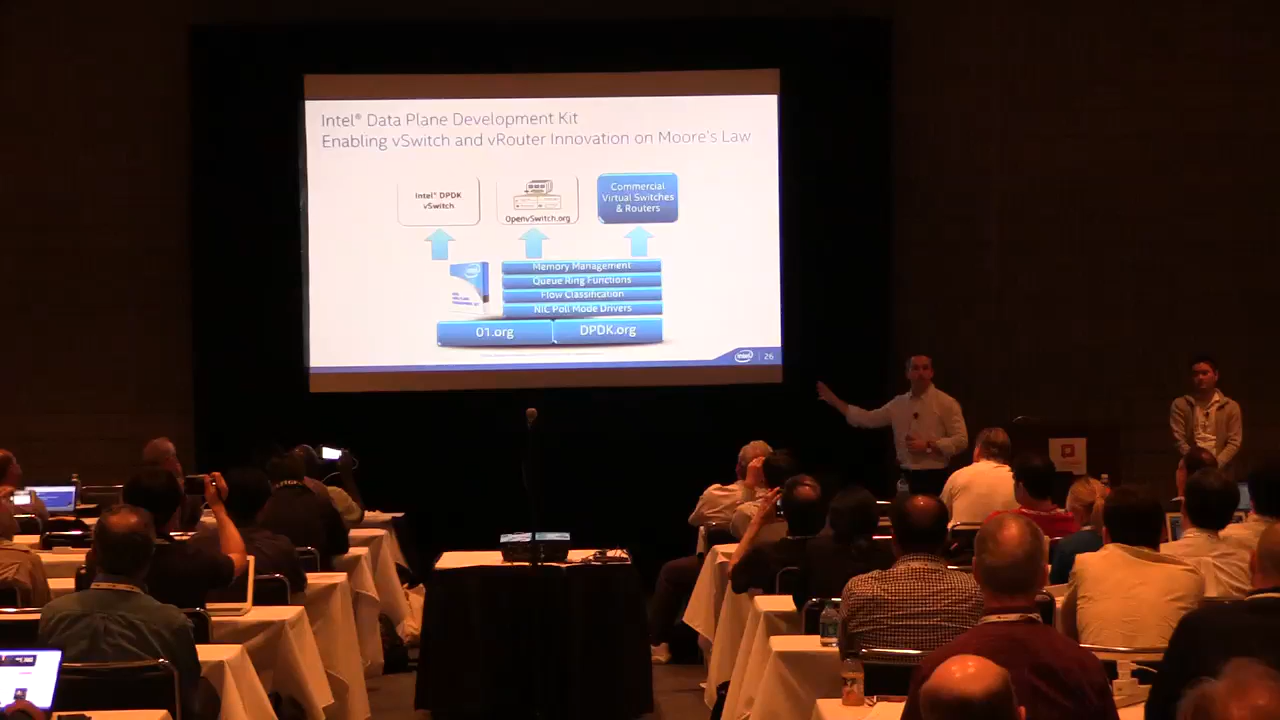 Intel® Data Plane Development Kit
Enabling vSwitch and vRouter Innovation on Moore's Law
Intel® DPDK
vSwitch
OpenvSwitch.org
Commercial
Virtual Switches
& Routers
Memory Management
Queue Ring Functions
Flow Classification
NIC Poll Mode Drivers
intel
01.org
DPDK.org
intel
26